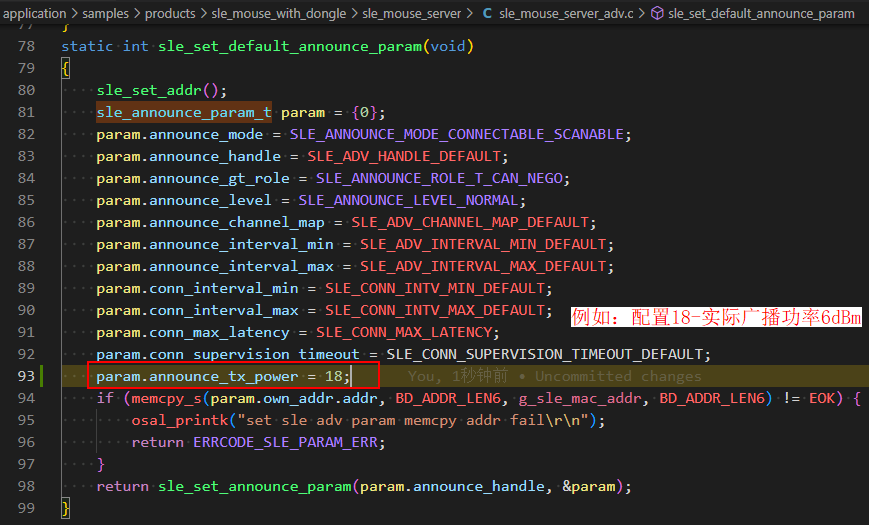 application > samples > products > sle_mouse_with_dongle > sle_mouse_server > C sle_mouse_server_adv.c > sle_set_default_announce_param
78 static int sle_set_default_announce_param(void)
79 {
80 sle_set_addr();
81 sle_announce_param_t param = {0};
82 param.announce_mode = SLE_ANNOUNCE_MODE_CONNECTABLE_SCANABLE;
83 param.announce_handle = SLE_ADV_HANDLE_DEFAULT;
84 param.announce_gt_role = SLE_ANNOUNCE_ROLE_T_CAN_NEGO;
85 param.announce_level = SLE_ANNOUNCE_LEVEL_NORMAL;
86 param.announce_channel_map = SLE_ADV_CHANNEL_MAP_DEFAULT;
87 param.announce_interval_min = SLE_ADV_INTERVAL_MIN_DEFAULT;
88 param.announce_interval_max = SLE_ADV_INTERVAL_MAX_DEFAULT;
89 param.conn_interval_min = SLE_CONN_INTV_MIN_DEFAULT;
90 param.conn_interval_max = SLE_CONN_INTV_MAX_DEFAULT;
例如：配置18-实际广播功率6dBm
91 param.conn_max_latency = SLE_CONN_MAX_LATENCY;
92 param.conn_supervision_timeout = SLE_CONN_SUPERVISION_TIMEOUT_DEFAULT;
93 param.announce_tx_power = 18; You, 1秒钟前 • Uncommitted changes
94 if (memcpy_s(param.own_addr.addr, BD_ADDR_LEN6, g_sle_mac_addr, BD_ADDR_LEN6) != EOK) {
95 osal_printk("set sle adv param memcpy addr fail\r\n");
96 return ERRCODE_SLE_PARAM_ERR;
97 }
98 return sle_set_announce_param(param.announce_handle, &param);
99 }